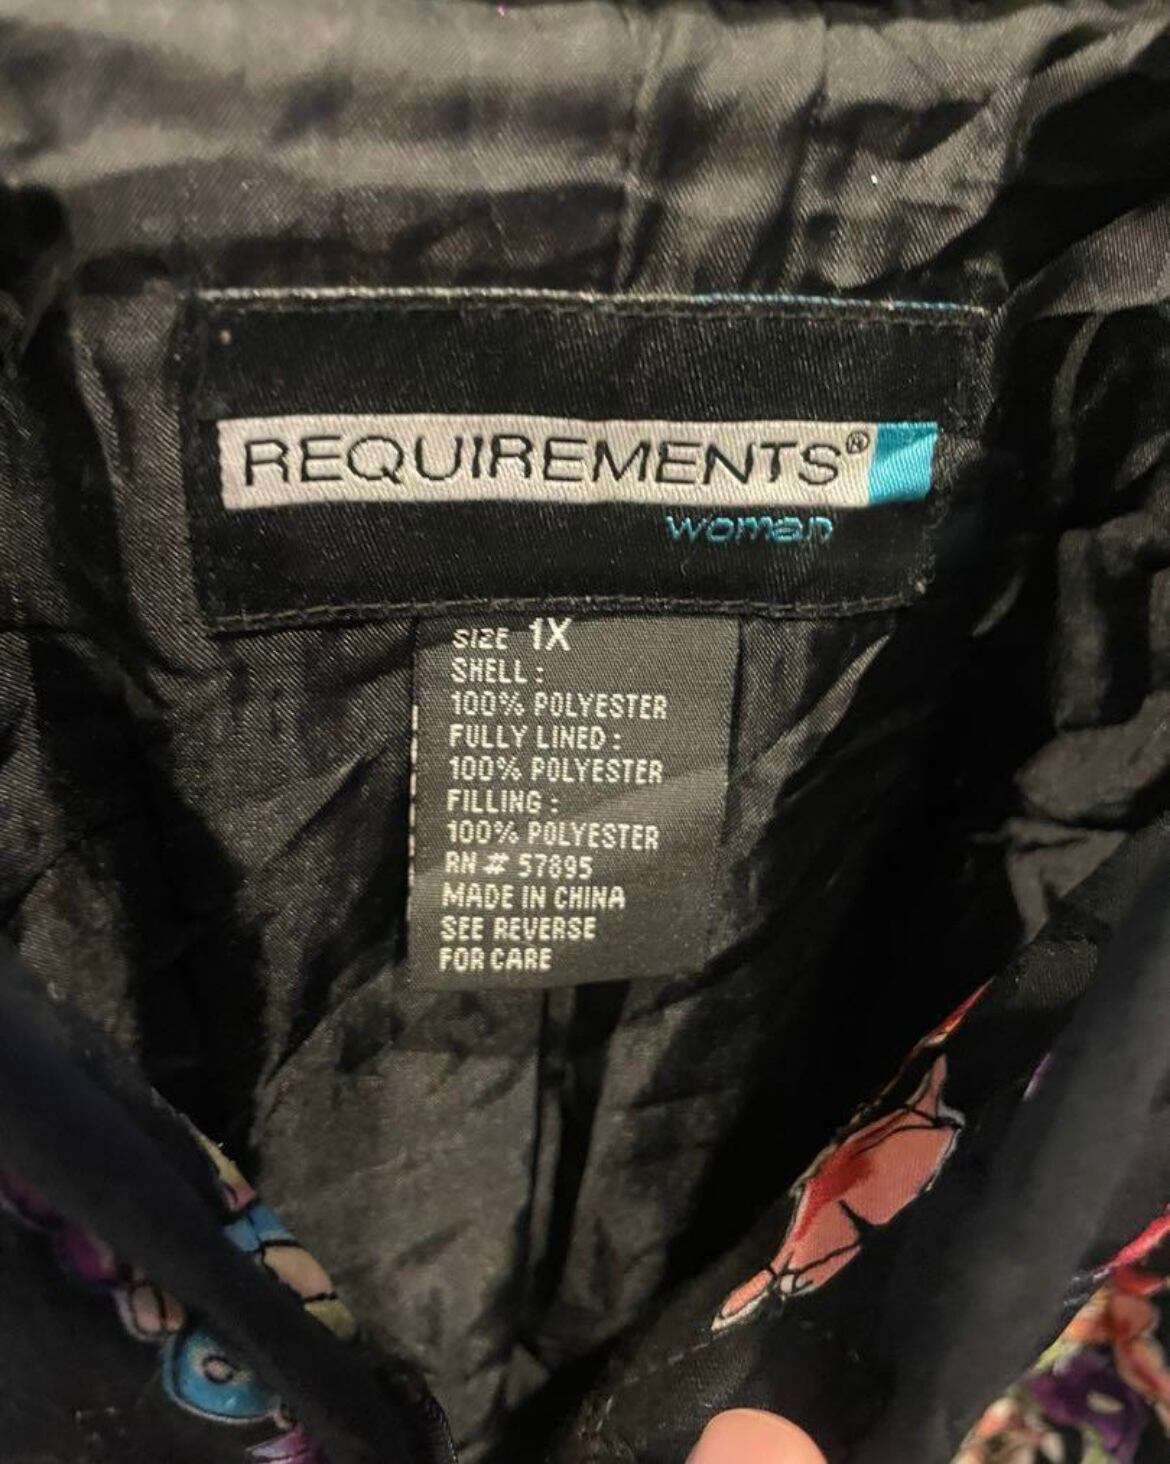 REQUIREMENTS®
woman
SIZE 1X
SHELL :
100% POLYESTER
FULLY LINED :
100% POLYESTER
FILLING :
100% POLYESTER
RN # 57895
MADE IN CHINA
SEE REVERSE
FOR CARE